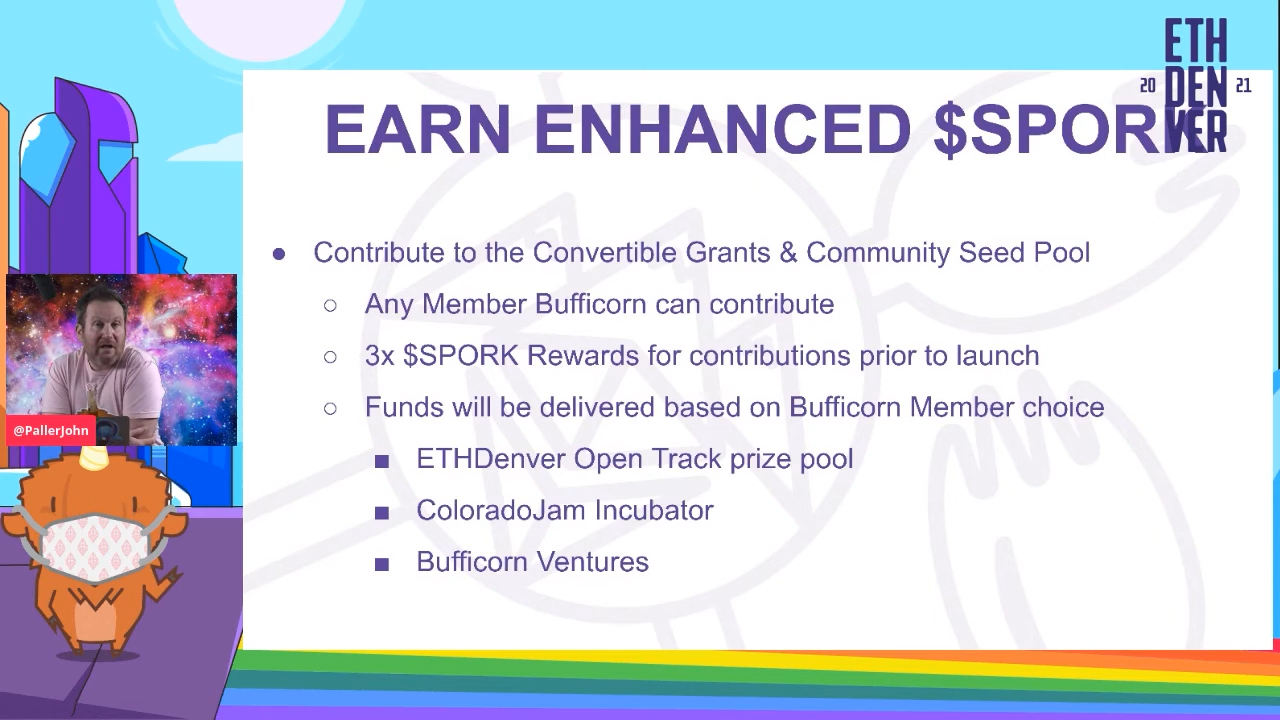 ETH
20 DEN 21
VER
EARN ENHANCED $SPOR
● Contribute to the Convertible Grants & Community Seed Pool
○ Any Member Bufficorn can contribute
○ 3x $SPORK Rewards for contributions prior to launch
○ Funds will be delivered based on Bufficorn Member choice
■ ETHDenver Open Track prize pool
■ ColoradoJam Incubator
■ Bufficorn Ventures
@PallerJohn